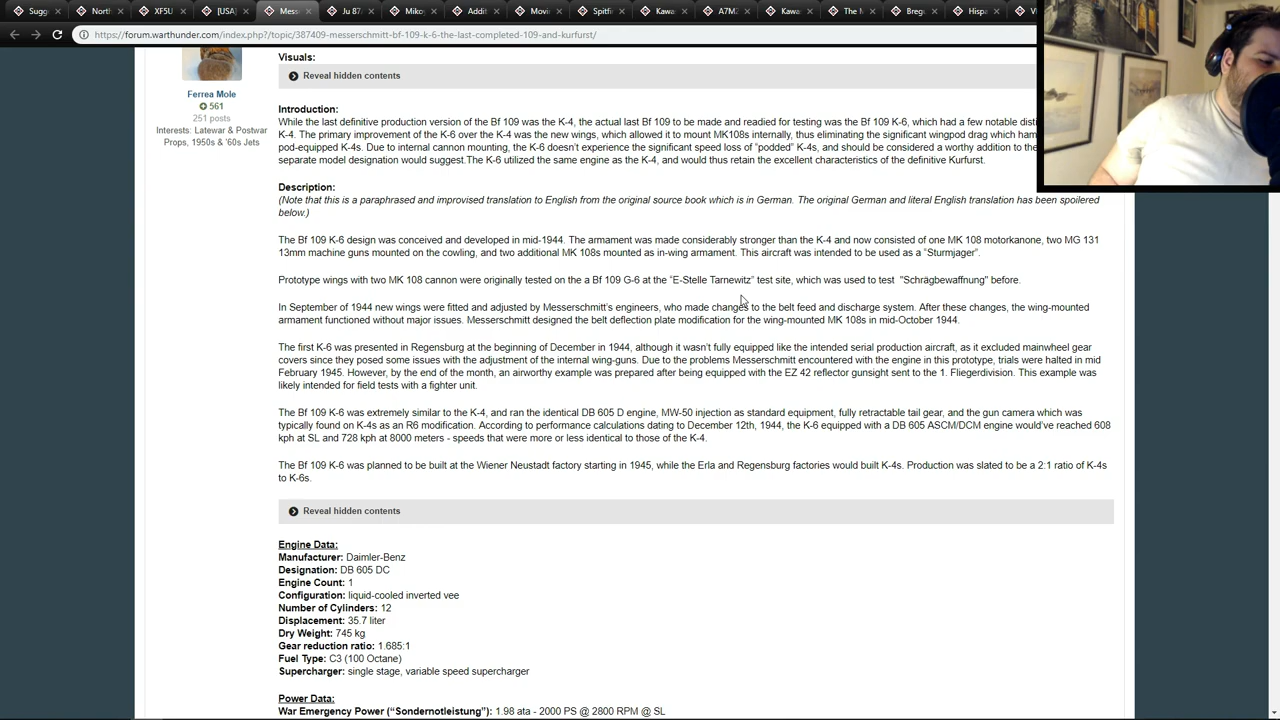 Sugg
North
XF5U
[USA]
Mess
Ju 87
Miko
Addit
Movin
Spitfir
Kawa
A7M2
Kawa
The M
Breg
Hispa
https://forum.warthunder.com/index.php?/topic/387409-messerschmitt-bf-109-k-6-the-last-completed-109-and-kurfurst/
Ferrea Mole
561
251 posts
Interests: Latewar & Postwar
Props, 1950s & '60s Jets
Visuals:
Reveal hidden contents
Introduction:
While the last definitive production version of the Bf 109 was the K-4, the actual last Bf 109 to be made and readied for testing was the Bf 109 K-6, which had a few notable disti
K-4. The primary improvement of the K-6 over the K-4 was the new wings, which allowed it to mount MK108s internally, thus eliminating the significant wingpod drag which ham
pod-equipped K-4s. Due to internal cannon mounting, the K-6 doesn't experience the significant speed loss of "podded" K-4s, and should be considered a worthy addition to the
separate model designation would suggest.The K-6 utilized the same engine as the K-4, and would thus retain the excellent characteristics of the definitive Kurfurst.
Description:
(Note that this is a paraphrased and improvised translation to English from the original source book which is in German. The original German and literal English translation has been spoilered
below.)
The Bf 109 K-6 design was conceived and developed in mid-1944. The armament was made considerably stronger than the K-4 and now consisted of one MK 108 motorkanone, two MG 131
13mm machine guns mounted on the cowling, and two additional MK 108s mounted as in-wing armament. This aircraft was intended to be used as a "Sturmjager".
Prototype wings with two MK 108 cannon were originally tested on the a Bf 109 G-6 at the "E-Stelle Tarnewitz" test site, which was used to test "Schrägbewaffnung" before.
In September of 1944 new wings were fitted and adjusted by Messerschmitt's engineers, who made changes to the belt feed and discharge system. After these changes, the wing-mounted
armament functioned without major issues. Messerschmitt designed the belt deflection plate modification for the wing-mounted MK 108s in mid-October 1944.
The first K-6 was presented in Regensburg at the beginning of December in 1944, although it wasn't fully equipped like the intended serial production aircraft, as it excluded mainwheel gear
covers since they posed some issues with the adjustment of the internal wing-guns. Due to the problems Messerschmitt encountered with the engine in this prototype, trials were halted in mid
February 1945. However, by the end of the month, an airworthy example was prepared after being equipped with the EZ 42 reflector gunsight sent to the 1. Fliegerdivision. This example was
likely intended for field tests with a fighter unit.
The Bf 109 K-6 was extremely similar to the K-4, and ran the identical DB 605 D engine, MW-50 injection as standard equipment, fully retractable tail gear, and the gun camera which was
typically found on K-4s as an R6 modification. According to performance calculations dating to December 12th, 1944, the K-6 equipped with a DB 605 ASCM/DCM engine would've reached 608
kph at SL and 728 kph at 8000 meters - speeds that were more or less identical to those of the K-4.
The Bf 109 K-6 was planned to be built at the Wiener Neustadt factory starting in 1945, while the Erla and Regensburg factories would built K-4s. Production was slated to be a 2:1 ratio of K-4s
to K-6s.
Reveal hidden contents
Engine Data:
Manufacturer: Daimler-Benz
Designation: DB 605 DC
Engine Count: 1
Configuration: liquid-cooled inverted vee
Number of Cylinders: 12
Displacement: 35.7 liter
Dry Weight: 745 kg
Gear reduction ratio: 1.685:1
Fuel Type: C3 (100 Octane)
Supercharger: single stage, variable speed supercharger
Power Data:
War Emergency Power ("Sondernotleistung"): 1.98 ata - 2000 PS @ 2800 RPM @ SL